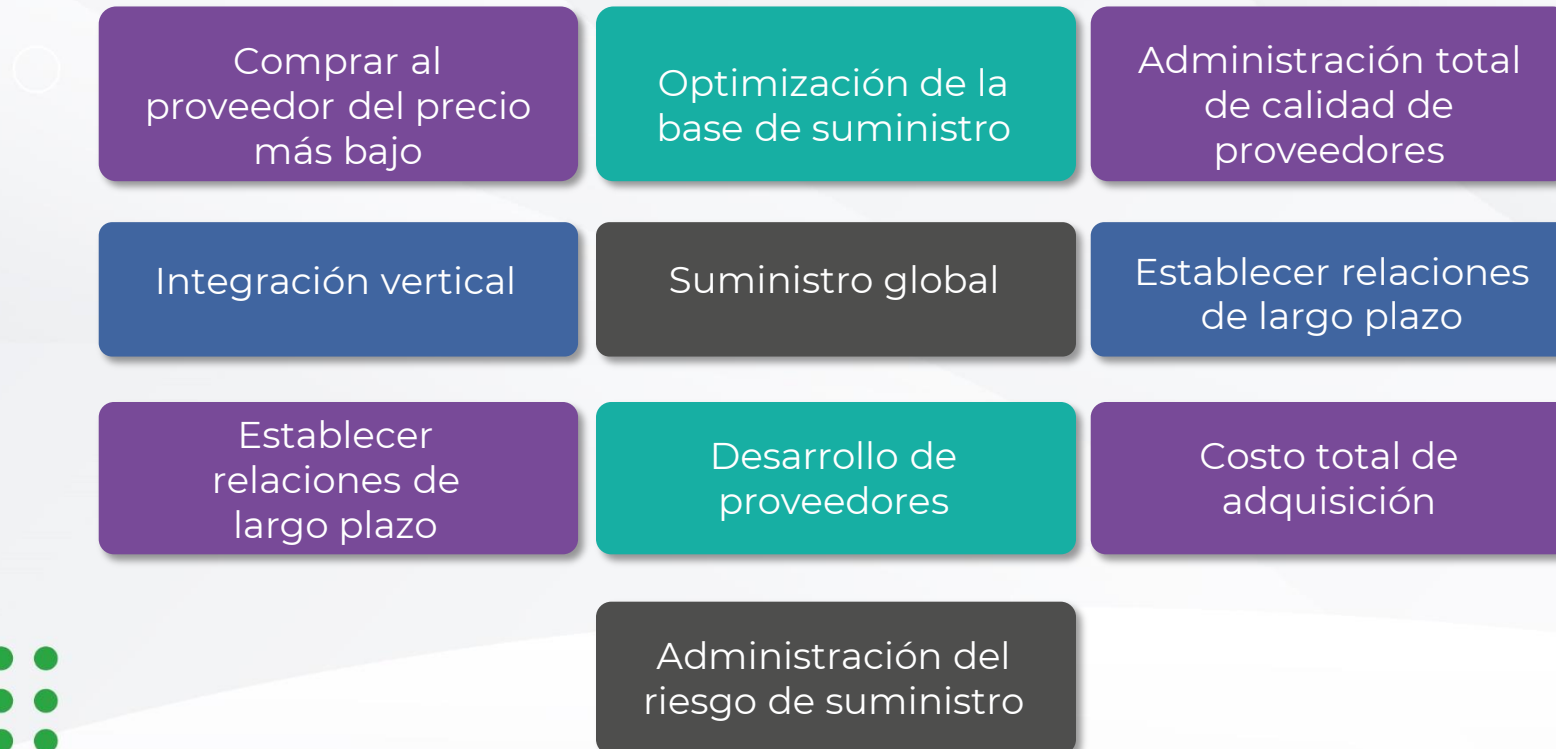 Comprar al
proveedor del precio
más bajo
Optimización de la
base de suministro
Administración total
de calidad de
proveedores
Integración vertical
Suministro global
Establecer relaciones
de largo plazo
Establecer
relaciones de
largo plazo
Desarrollo de
proveedores
Costo total de
adquisición
Administración del
riesgo de suministro